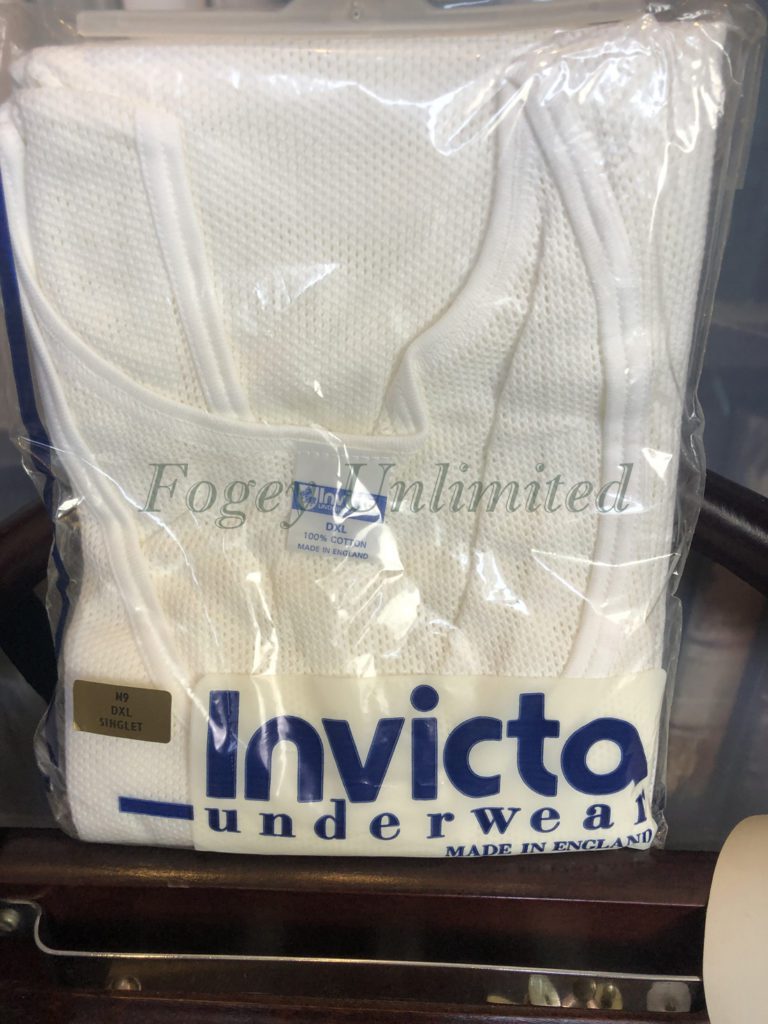 Fogey Unlimited
DXL
100% COTTON
MADE IN ENGLAND
N9
DXL
SINGLET
Invicta
underwear
MADE IN ENGLAND